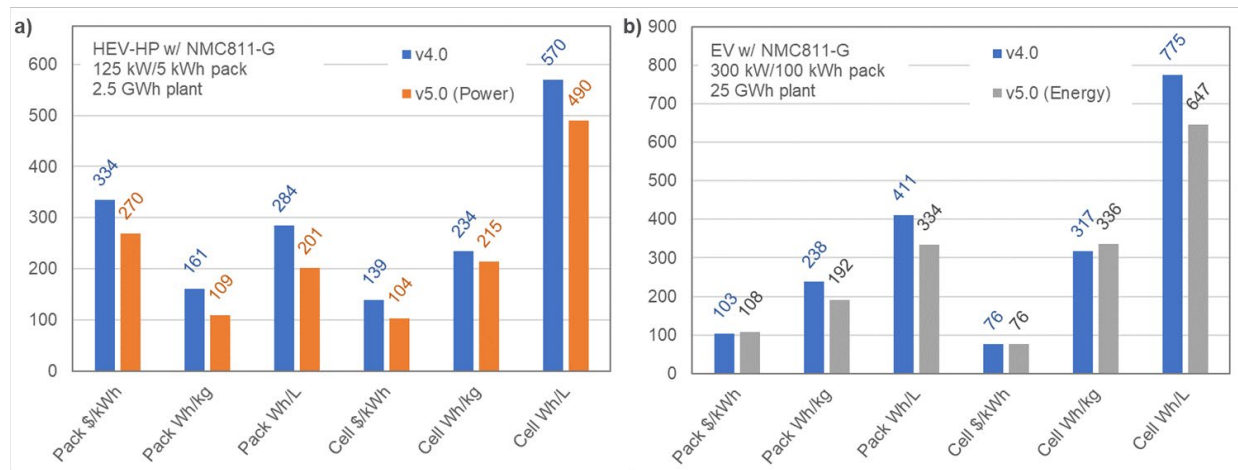 a)
HEV-HP w/ NMC811-G
125 kW/5 kWh pack
2.5 GWh plant
v4.0
v5.0 (Power)
600
500
400
300
200
100
0
334
270
161
109
284
201
139
104
234
215
570
490
Pack $/kWh
Pack Wh/kg
Pack Wh/L
Cell $/kWh
Cell Wh/kg
Cell Wh/L
b)
EV w/ NMC811-G
300 kW/100 kWh pack
25 GWh plant
v4.0
v5.0 (Energy)
900
800
700
600
500
400
300
200
100
0
103
108
238
192
411
334
76
76
317
336
775
647
Pack $/kWh
Pack Wh/kg
Pack Wh/L
Cell $/kWh
Cell Wh/kg
Cell Wh/L